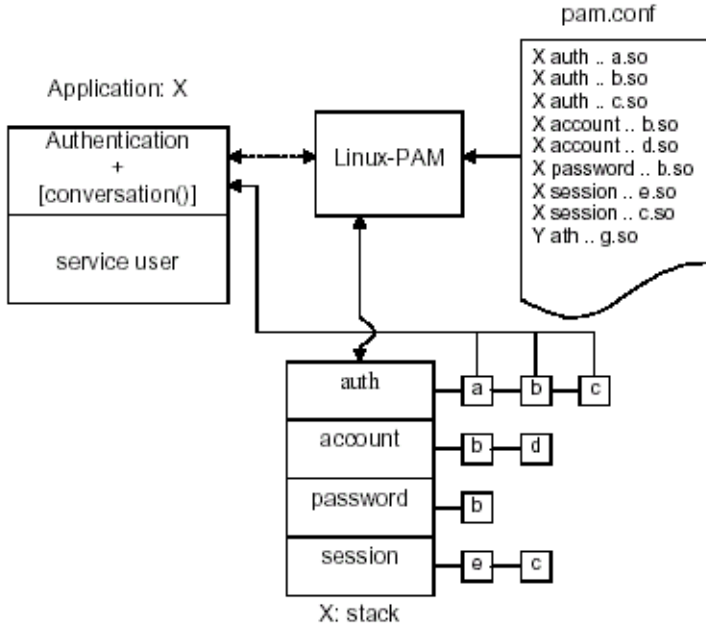 pam.conf
X auth .. a.so
X auth .. b.so
X auth .. c.so
X account .. b.so
X account .. d.so
X password .. b.so
X session .. e.so
X session .. c.so
Y ath .. g.so
Application: X
Authentication
+
[conversation()]
service user
Linux-PAM
auth
a
b
c
account
b
d
password
b
session
e
c
X: stack